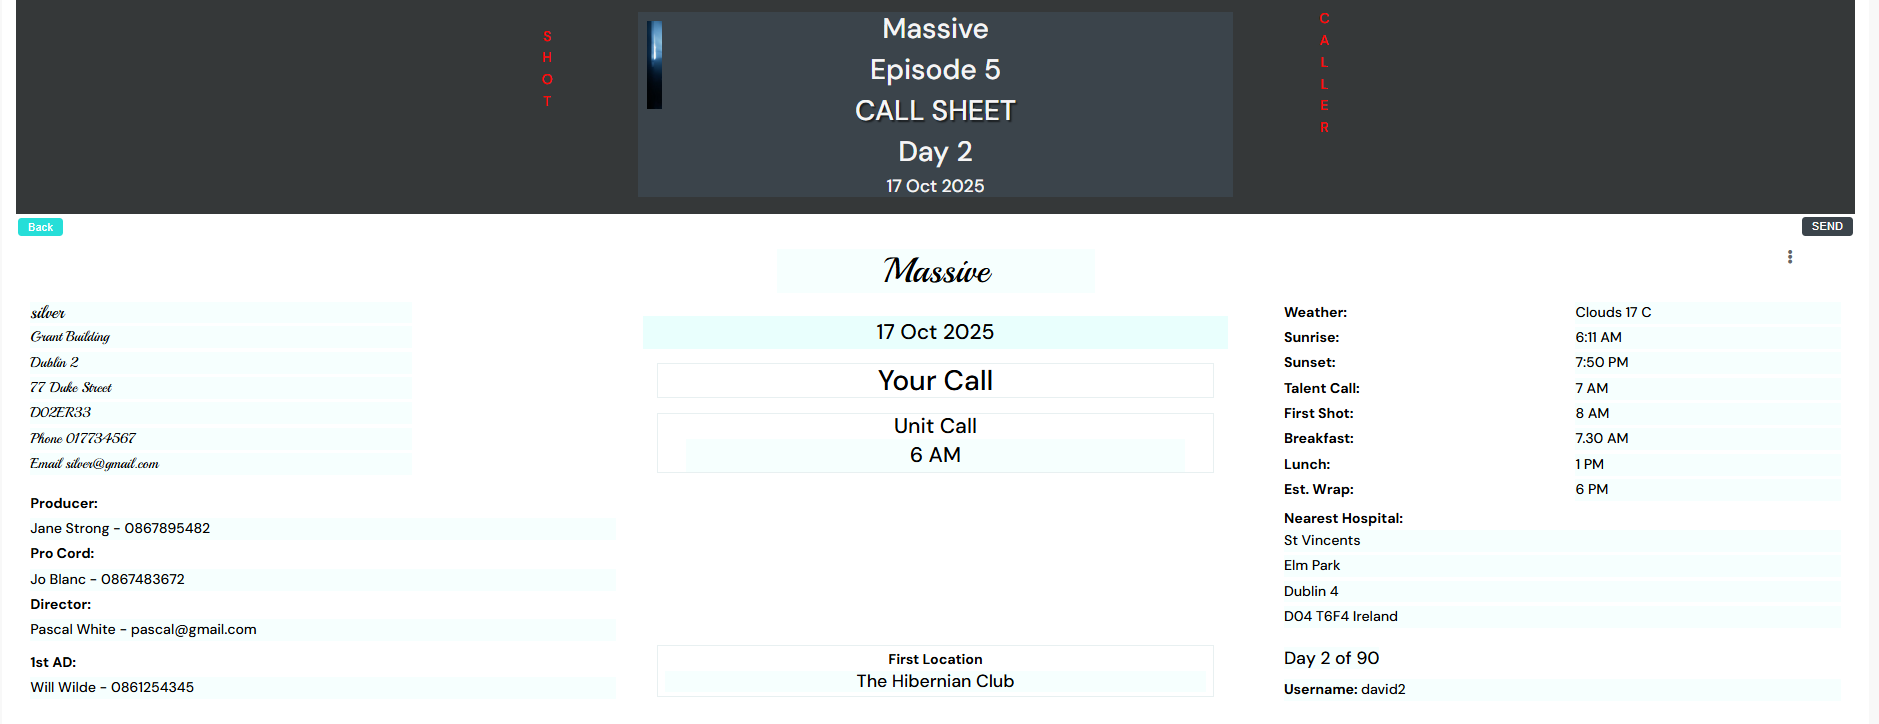 SHOT
Massive
Episode 5
CALL SHEET
Day 2
17 Oct 2025
CALLER
Back
SEND
Massive
silver
Grant Building
Dublin 2
77 Duke Street
D02ER33
Phone 017734567
Email silver@gmail.com
Producer:
Jane Strong - 0867895482
Pro Cord:
Jo Blanc - 0867483672
Director:
Pascal White - pascal@gmail.com
1st AD:
Will Wilde - 0861254345
17 Oct 2025
Your Call
Unit Call
6 AM
First Location
The Hibernian Club
Weather: Clouds 17 C
Sunrise: 6:11 AM
Sunset: 7:50 PM
Talent Call: 7 AM
First Shot: 8 AM
Breakfast: 7.30 AM
Lunch: 1 PM
Est. Wrap: 6 PM
Nearest Hospital:
St Vincents
Elm Park
Dublin 4
D04 T6F4 Ireland
Day 2 of 90
Username: david2